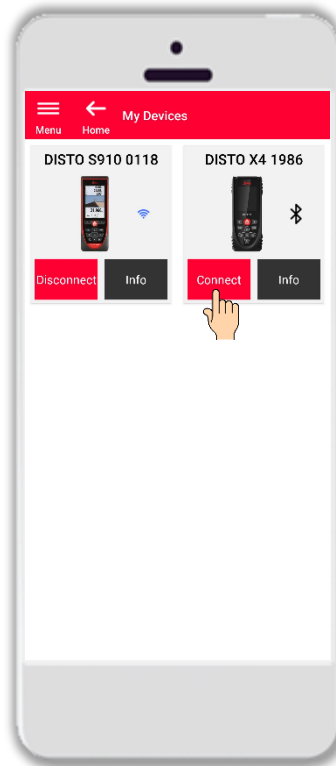 My Devices
Menu Home
DISTO S910 0118
DISTO X4 1986
Disconnect Info
Connect Info